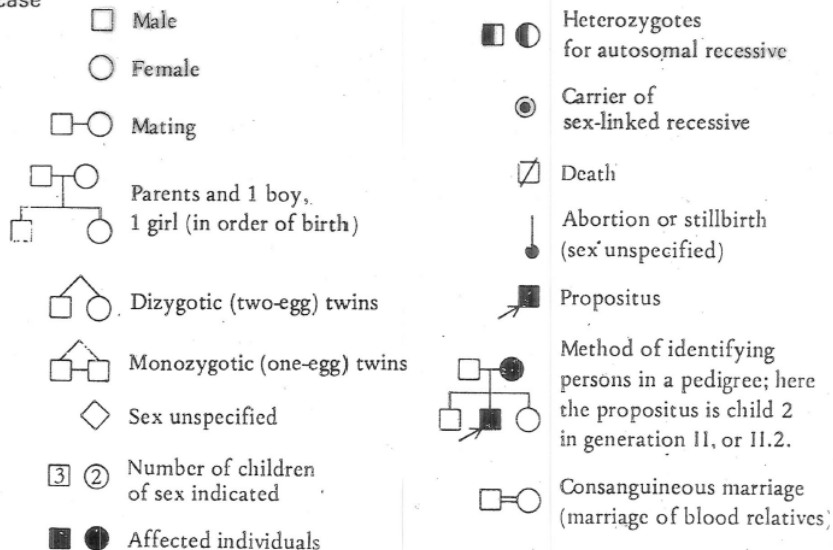 case
Male
Female
Mating
Parents and 1 boy,
1 girl (in order of birth)
Dizygotic (two-egg) twins
Monozygotic (one-egg) twins
Sex unspecified
3 2 Number of children
of sex indicated
Affected individuals
Heterozygotes
for autosomal recessive
Carrier of
sex-linked recessive
Death
Abortion or stillbirth
(sex unspecified)
Propositus
Method of identifying
persons in a pedigree; here
the propositus is child 2
in generation II, or II.2.
Consanguineous marriage
(marriage of blood relatives)